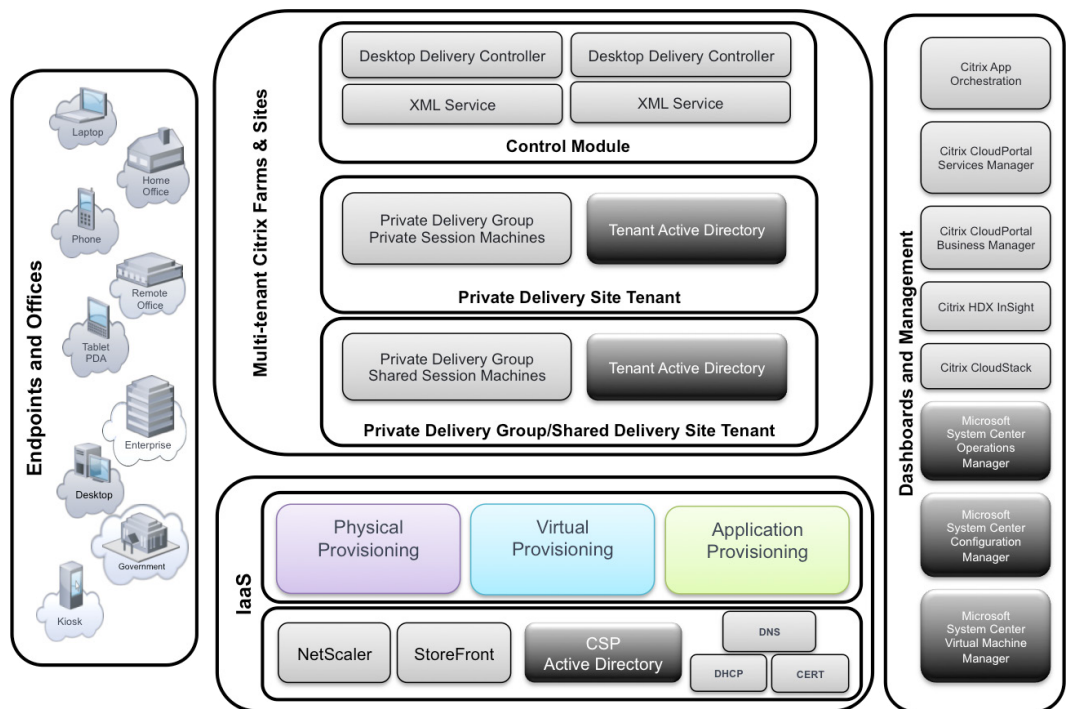 Endpoints and Offices
Laptop
Home
Office
Phone
Remote
Office
Tablet
PDA
Enterprise
Desktop
Government
Kiosk
Multi-tenant Citrix Farms & Sites
Desktop Delivery Controller
Desktop Delivery Controller
XML Service
XML Service
Control Module
Private Delivery Group
Private Session Machines
Tenant Active Directory
Private Delivery Site Tenant
Private Delivery Group
Shared Session Machines
Tenant Active Directory
Private Delivery Group/Shared Delivery Site Tenant
IaaS
Physical
Provisioning
Virtual
Provisioning
Application
Provisioning
NetScaler
StoreFront
CSP
Active Directory
DNS
DHCP
CERT
Dashboards and Management
Citrix App
Orchestration
Citrix CloudPortal
Services Manager
Citrix CloudPortal
Business Manager
Citrix HDX InSight
Citrix CloudStack
Microsoft
System Center
Operations
Manager
Microsoft
System Center
Configuration
Manager
Microsoft
System Center
Virtual Machine
Manager